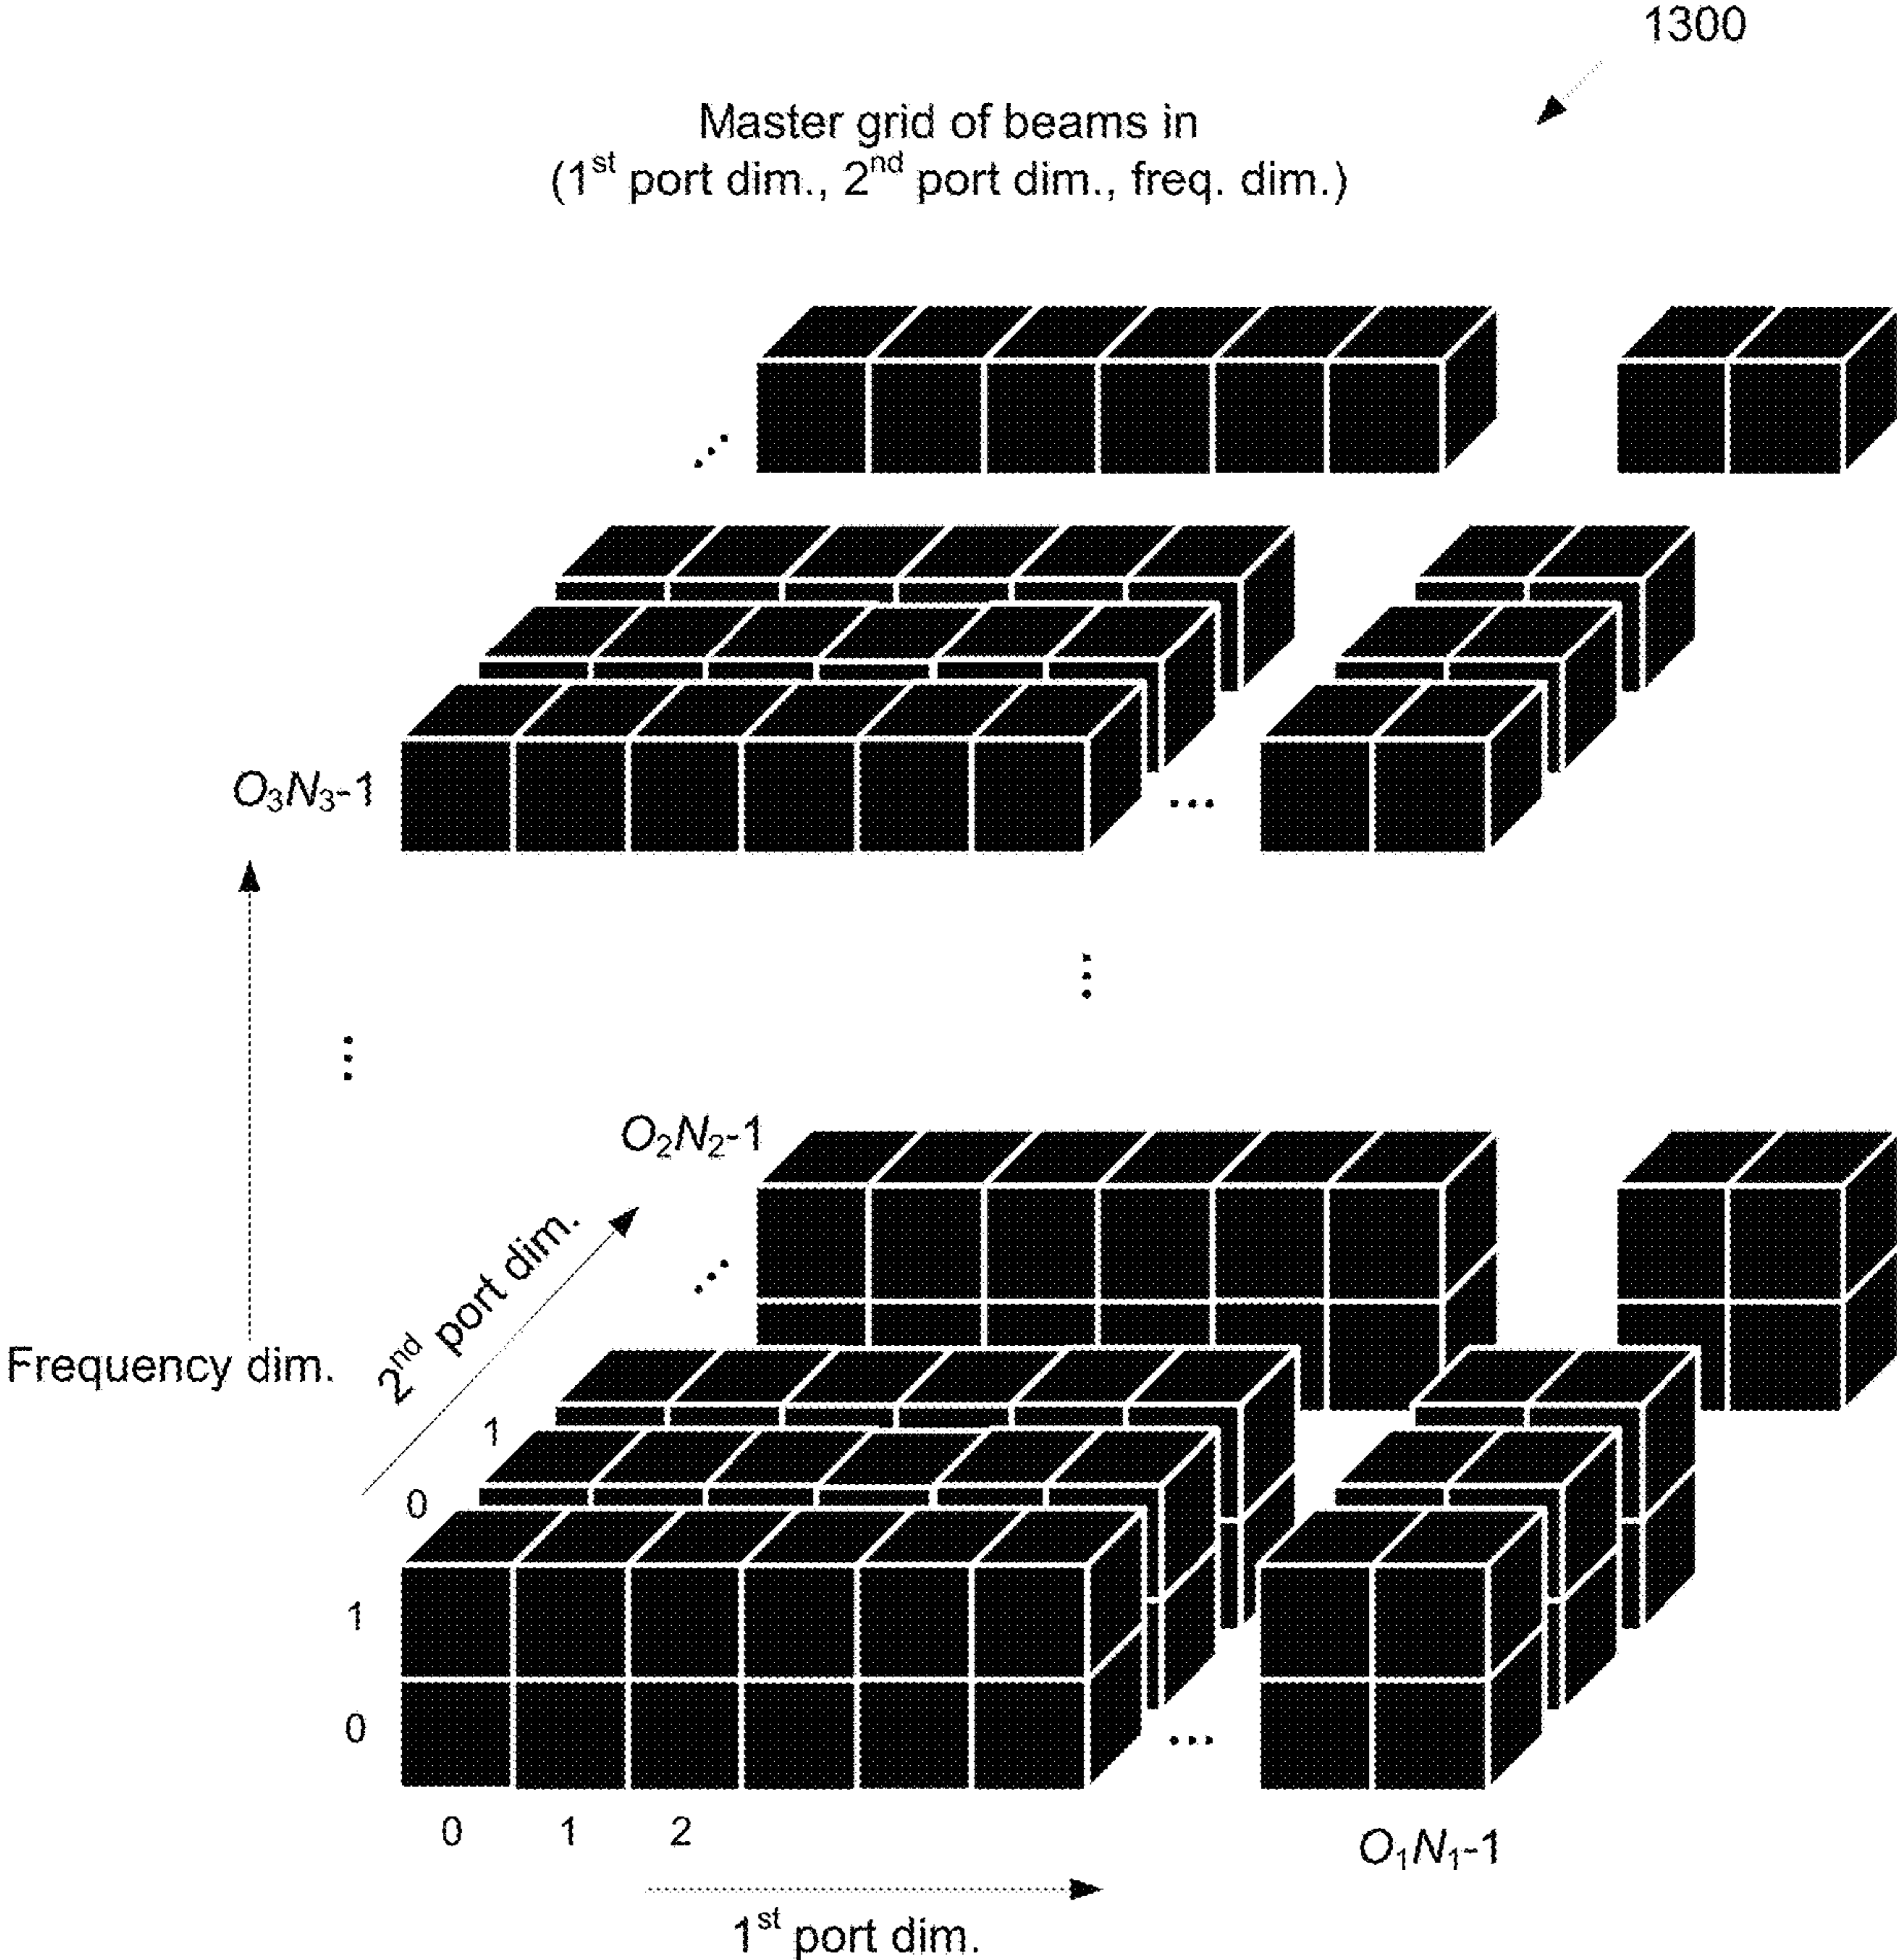 1300
Master grid of beams in
(1st port dim., 2nd port dim., freq. dim.)
O3N3-1
O2N2-1
2nd port dim.
Frequency dim.
1
0
1
0
0 1 2
O1N1-1
1st port dim.